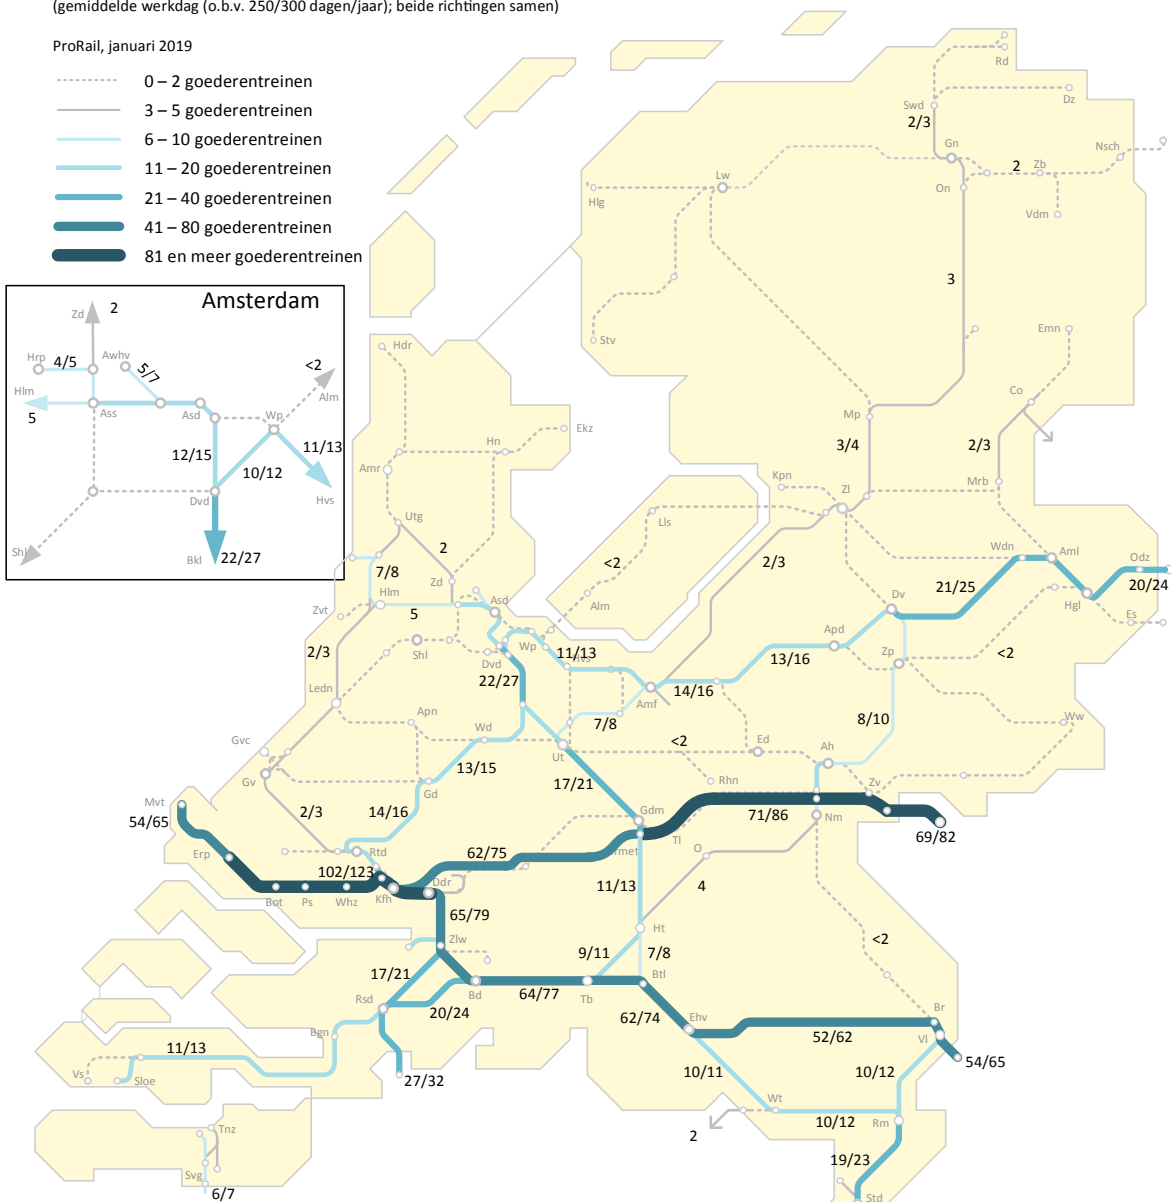 (gemiddelde werkdag (o.b.v. 250/300 dagen/jaar); beide richtingen samen)
ProRail, januari 2019
0 – 2 goederentreinen
3 – 5 goederentreinen
6 – 10 goederentreinen
11 – 20 goederentreinen
21 – 40 goederentreinen
41 – 80 goederentreinen
81 en meer goederentreinen
Amsterdam
Zd
2
Hrp
4/5
Awhv
5/7
<2
Alm
Hlm
5
Ass
Asd
Wp
12/15
10/12
11/13
Dvd
Hvs
Shl
Bkl
22/27
Rd
Swd
Dz
2/3
Gn
Nsch
2
Zb
Lw
On
Hlg
Vdm
3
Stv
Emn
Hdr
Co
Mp
Ekz
Hn
3/4
2/3
Amr
Kpn
Zl
Mrb
Utg
Lls
2
Wdn
Aml
Odz
7/8
<2
2/3
21/25
20/24
Zd
Hlm
Asd
Alm
Dv
Hgl
Zvt
5
Es
Apd
Wp
2/3
Shl
Dvd
11/13
Hvs
13/16
Zp
<2
22/27
14/16
Ledn
Amf
Apn
7/8
8/10
Ww
Wd
Gvc
Ut
<2
Ed
Ah
13/15
Gv
Gd
17/21
Rhn
Zv
Mvt
54/65
2/3
14/16
Gdm
71/86
Nm
69/82
Erp
Rtd
62/75
Tl
O
102/123
Ddr
11/13
4
Bot
Ps
Whz
Kfh
65/79
Ht
Zlw
9/11
7/8
<2
17/21
Btl
Rsd
20/24
Bd
64/77
Tb
62/74
Ehv
Br
Bgn
52/62
Vl
11/13
54/65
Vs
Sloe
27/32
10/11
10/12
Wt
10/12
Rm
2
Tnz
19/23
Svg
6/7
Std